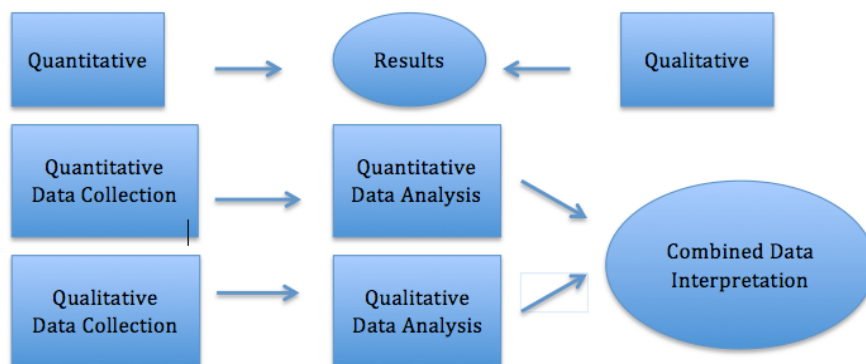 Quantitative
Results
Qualitative
Quantitative
Data Collection
Quantitative
Data Analysis
Combined Data
Interpretation
Qualitative
Data Collection
Qualitative
Data Analysis